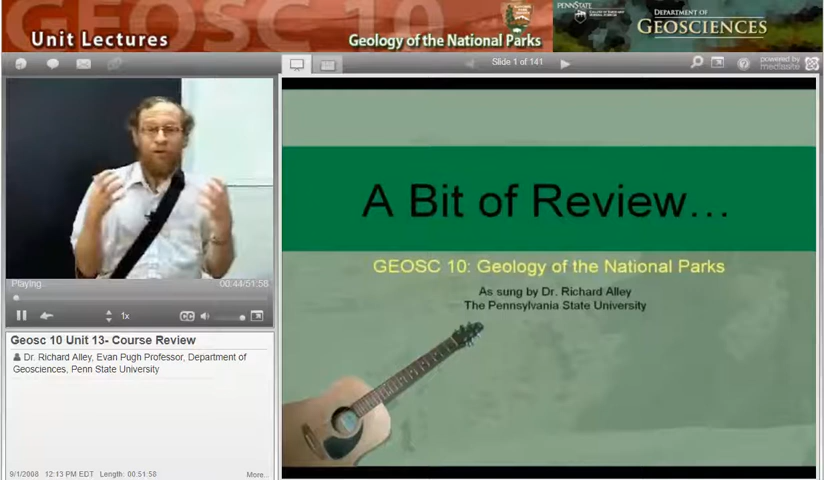 GEOSC 10
Unit Lectures
Geology of the National Parks
PENNSTATE
DEPARTMENT OF
GEOSCIENCES
Slide 1 of 141
powered by
mediasite
Playing
00:44/51:58
1x
CC
Geosc 10 Unit 13- Course Review
Dr. Richard Alley, Evan Pugh Professor, Department of
Geosciences, Penn State University
9/1/2008 12:13 PM EDT Length: 00:51:58
More...
A Bit of Review...
GEOSC 10: Geology of the National Parks
As sung by Dr. Richard Alley
The Pennsylvania State University